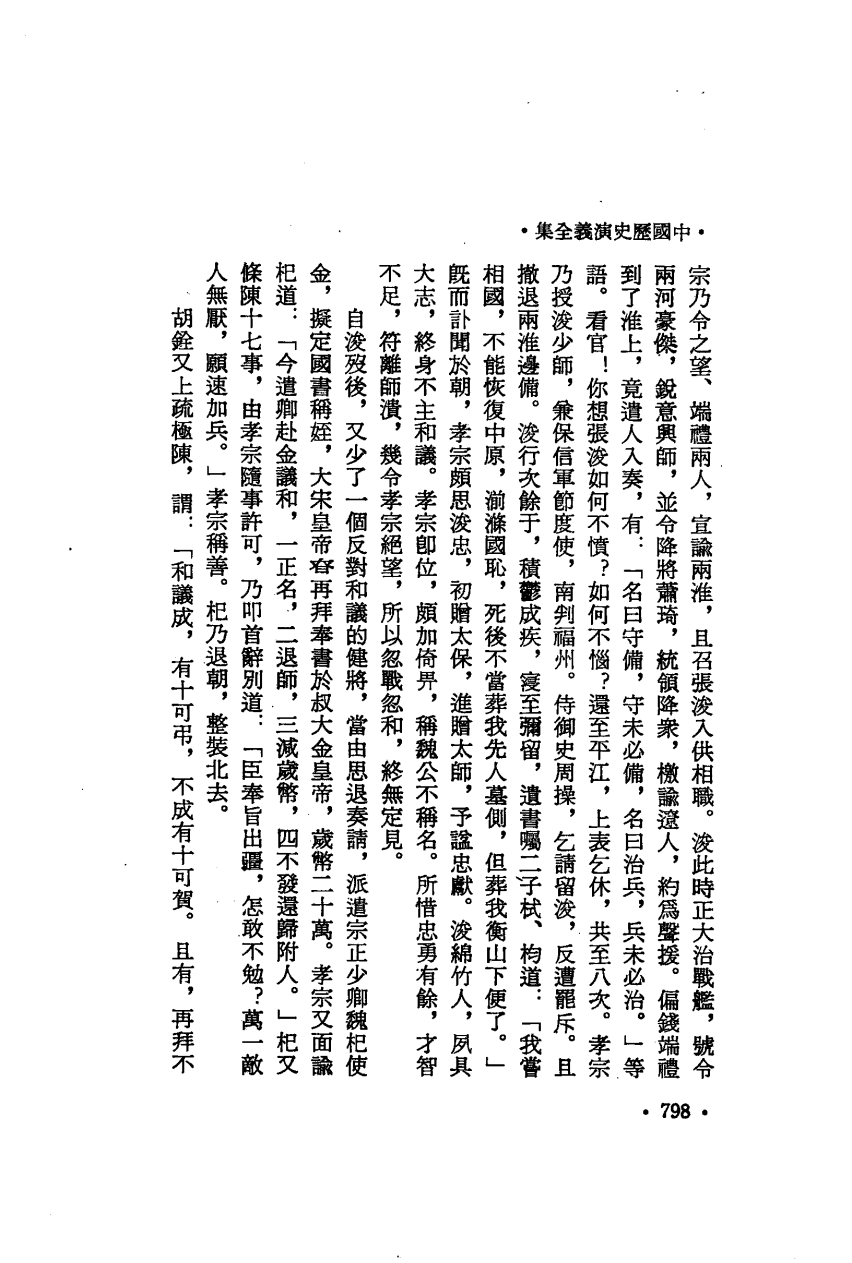 •中國歷史演義全集•
宗乃令之望、端禮兩人，宣諭兩淮，且召張浚入供相職。浚此時正大治戰艦，號令
兩河豪傑，銳意興師，並令降將蕭琦，統領降衆，檄諭遼人，約爲聲援。偏錢端禮
到了淮上，竟遣人入奏，有：「名曰守備，守未必備，名曰治兵，兵未必治。」等
語。看官！你想張浚如何不憤？如何不惱？還至平江，上表乞休，共至八次。孝宗
乃授浚少師，兼保信軍節度使，南判福州。侍御史周操，乞請留浚，反遭罷斥。且
撤退兩淮邊備。浚行次餘于，積鬱成疾，寖至彌留，遺書囑二子栻、枃道：「我嘗
相國，不能恢復中原，湔滌國恥，死後不當葬我先人墓側，但葬我衡山下便了。」
旣而訃聞於朝，孝宗頗思浚忠，初贈太保，進贈太師，予諡忠獻。浚綿竹人，夙具
大志，終身不主和議。孝宗卽位，頗加倚畀，稱魏公不稱名。所惜忠勇有餘，才智
不足，符離師潰，幾令孝宗絕望，所以忽戰忽和，終無定見。
自浚歿後，又少了一個反對和議的健將，當由思退奏請，派遣宗正少卿魏杞使
金，擬定國書稱姪，大宋皇帝眘再拜奉書於叔大金皇帝，歲幣二十萬。孝宗又面諭
杞道：「今遣卿赴金議和，一正名，二退師，三減歲幣，四不發還歸附人。」杞又
條陳十七事，由孝宗隨事許可，乃叩首辭別道：「臣奉旨出疆，怎敢不勉？萬一敵
人無厭，願速加兵。」孝宗稱善。杞乃退朝，整裝北去。
胡銓又上疏極陳，謂：「和議成，有十可弔，不成有十可賀。且有，再拜不
•798•